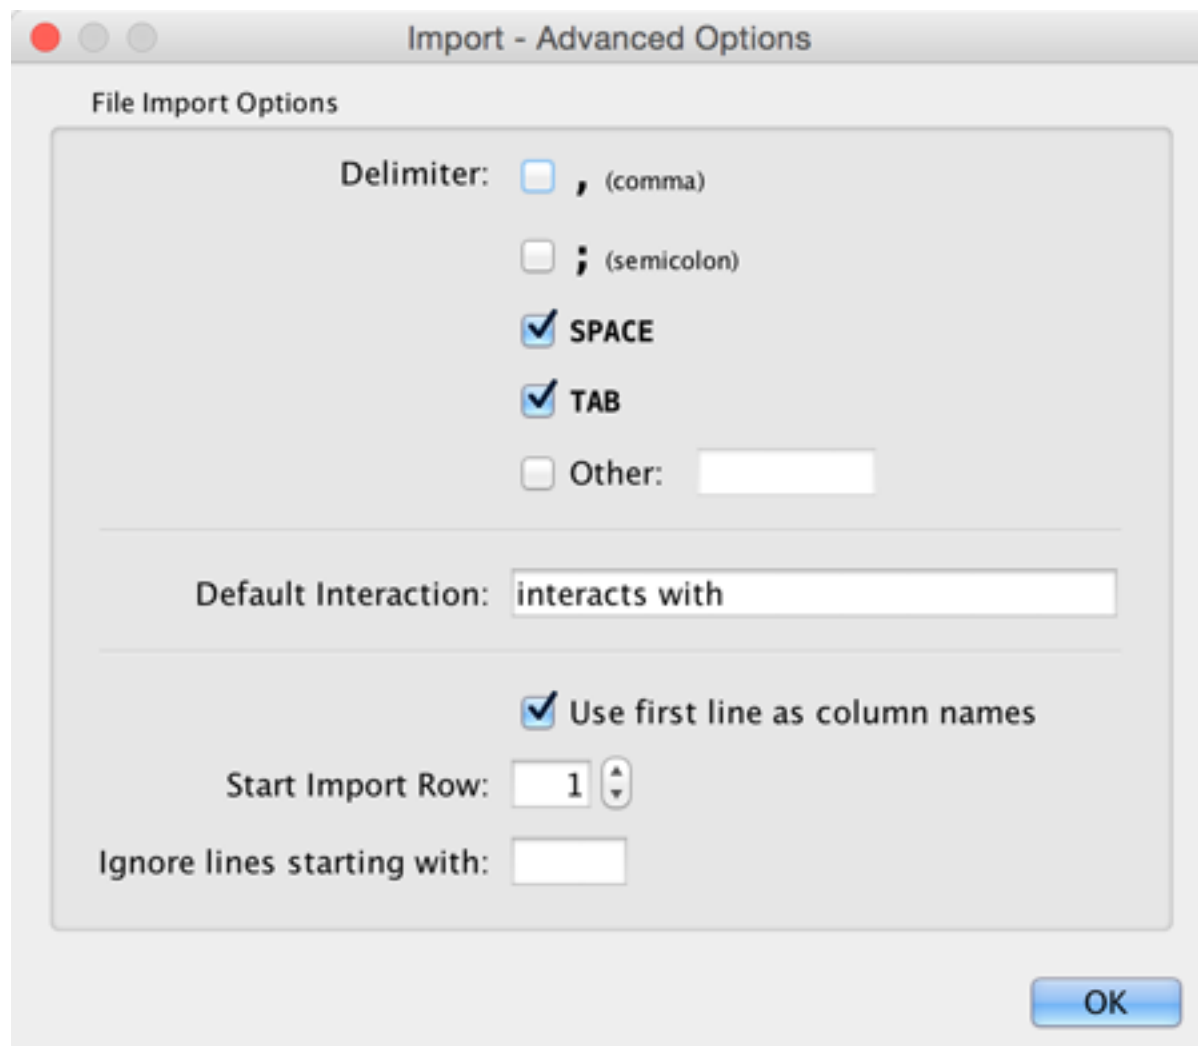 Import - Advanced Options
File Import Options
Delimiter: , (comma)
; (semicolon)
SPACE
TAB
Other:
Default Interaction: interacts with
Use first line as column names
Start Import Row: 1
Ignore lines starting with:
OK